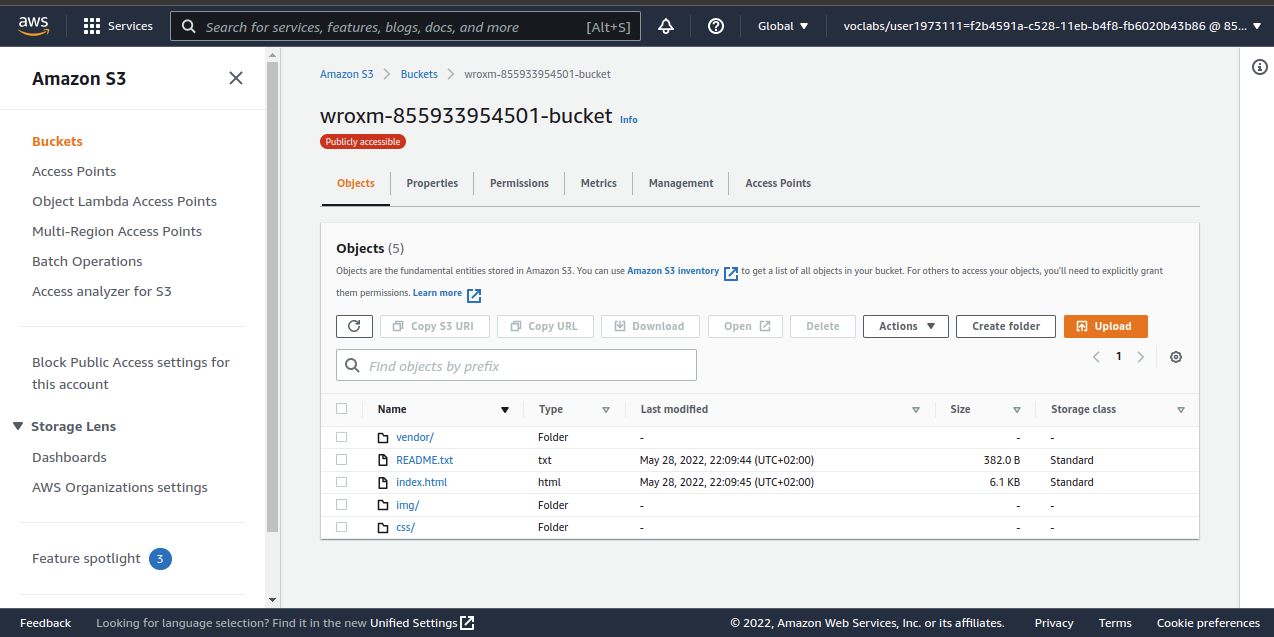 aws Services Search for services, features, blogs, docs, and more [Alt+S] Global voclabs/user1973111=f2b4591a-c528-11eb-b4f8-fb6020b43b86 @ 85...
Amazon S3
Buckets
Access Points
Object Lambda Access Points
Multi-Region Access Points
Batch Operations
Access analyzer for S3
Block Public Access settings for
this account
Storage Lens
Dashboards
AWS Organizations settings
Feature spotlight 3
Amazon S3 Buckets wroxm-855933954501-bucket
wroxm-855933954501-bucket Info
Publicly accessible
Objects Properties Permissions Metrics Management Access Points
Objects (5)
Objects are the fundamental entities stored in Amazon S3. You can use Amazon S3 inventory to get a list of all objects in your bucket. For others to access your objects, you'll need to explicitly grant
them permissions. Learn more
Copy S3 URI Copy URL Download Open Delete Actions Create folder Upload
Find objects by prefix 1
Name Type Last modified Size Storage class
vendor/ Folder - - -
README.txt txt May 28, 2022, 22:09:44 (UTC+02:00) 382.0 B Standard
index.html html May 28, 2022, 22:09:45 (UTC+02:00) 6.1 KB Standard
img/ Folder - - -
css/ Folder - - -
Feedback Looking for language selection? Find it in the new Unified Settings © 2022, Amazon Web Services, Inc. or its affiliates. Privacy Terms Cookie preferences